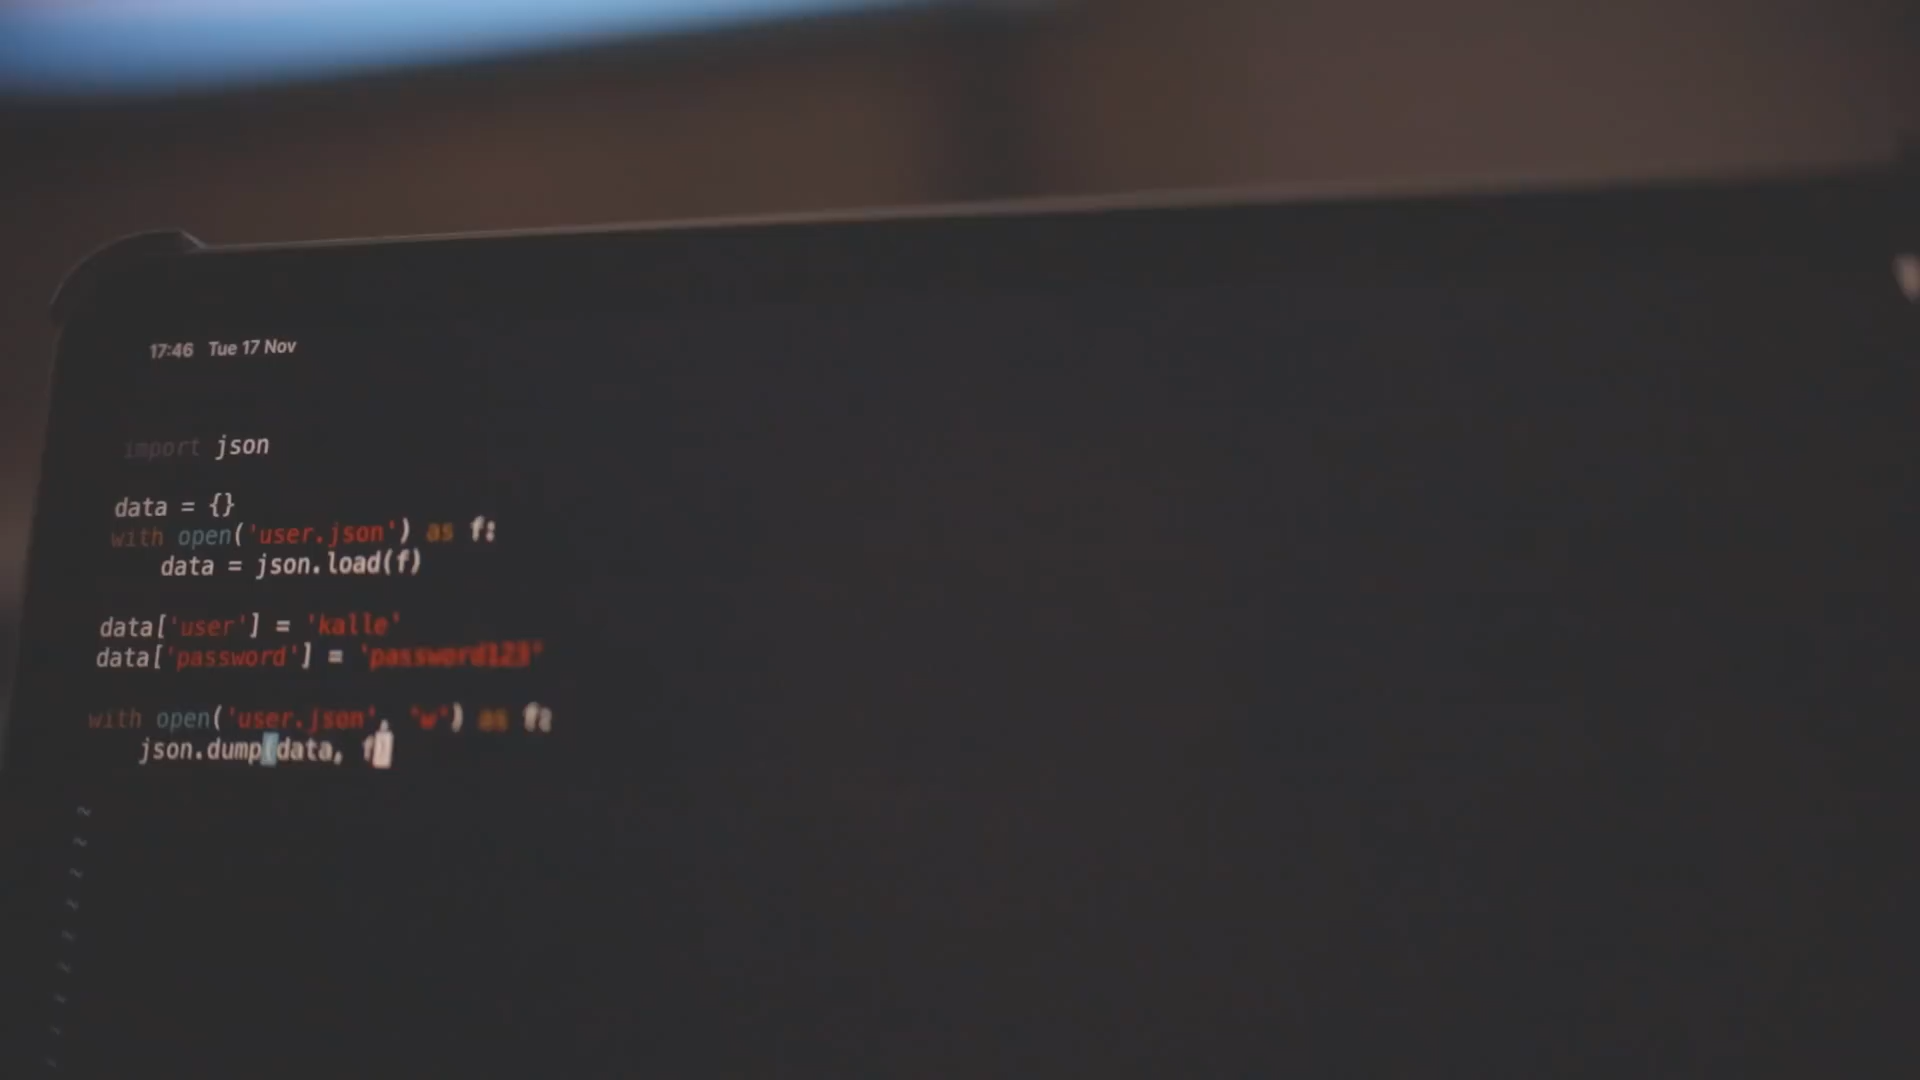 17:46 Tue 17 Nov
import json
data = {}
with open('user.json') as f:
data = json.load(f)
data['user'] = 'kalle'
data['password'] = 'password123'
with open('user.json', 'w') as f:
json.dump(data, f)
~
~
~
~
~
~
~
~
~